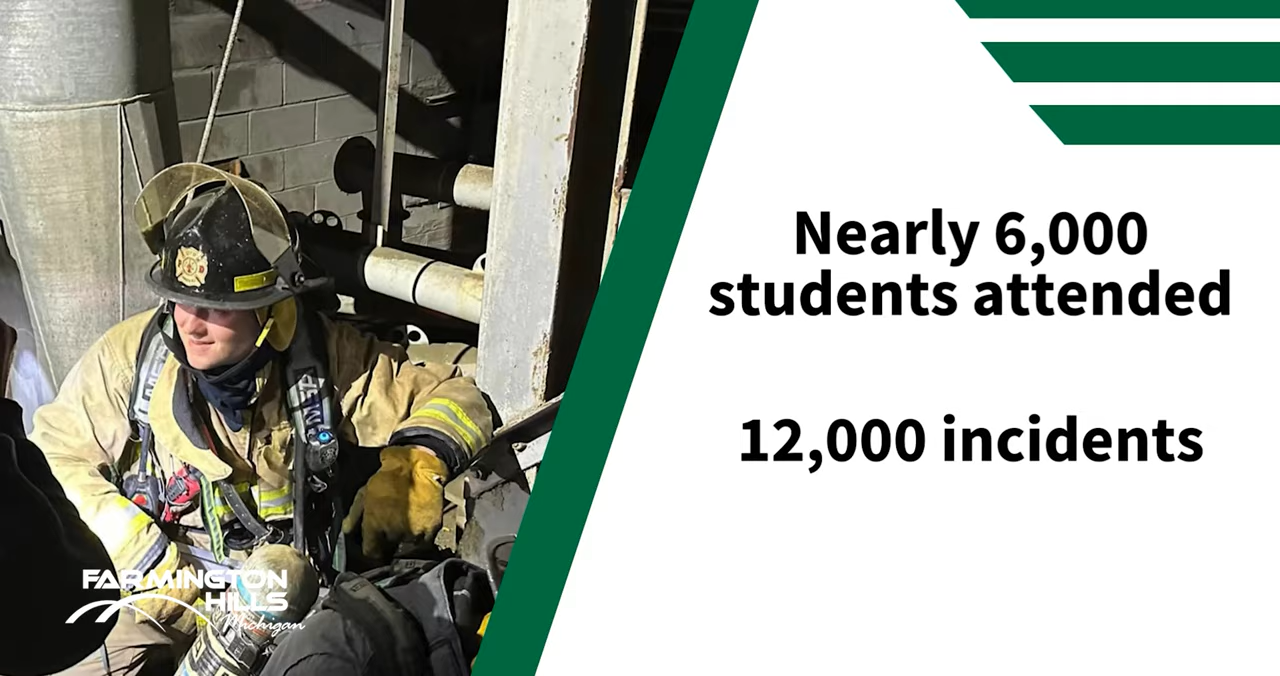 FARMINGTON
HILLS
Michigan
Nearly 6,000
students attended
12,000 incidents